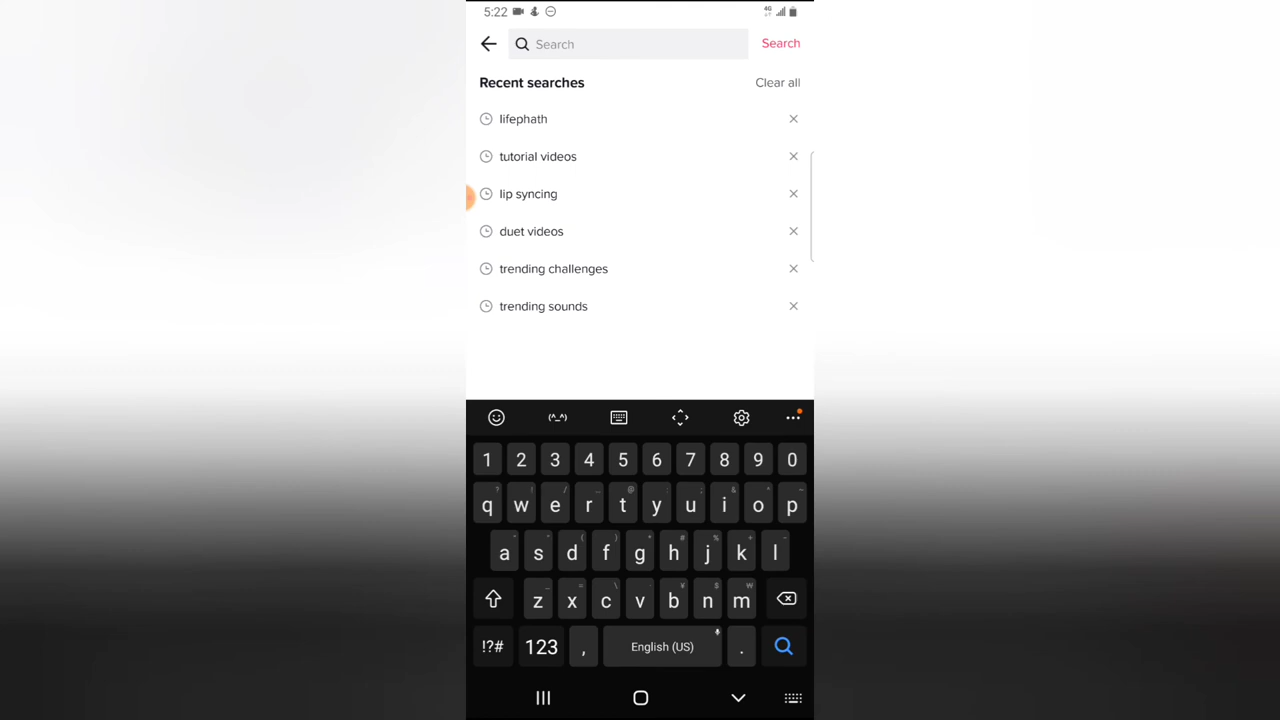 5:22
4G
Search
Search
Recent searches
Clear all
lifephath
tutorial videos
lip syncing
duet videos
trending challenges
trending sounds
(^_^)
1 2 3 4 5 6 7 8 9 0
q w e r t y u i o p
a s d f g h j k l
z x c v b n m
!?# 123 , English (US) .